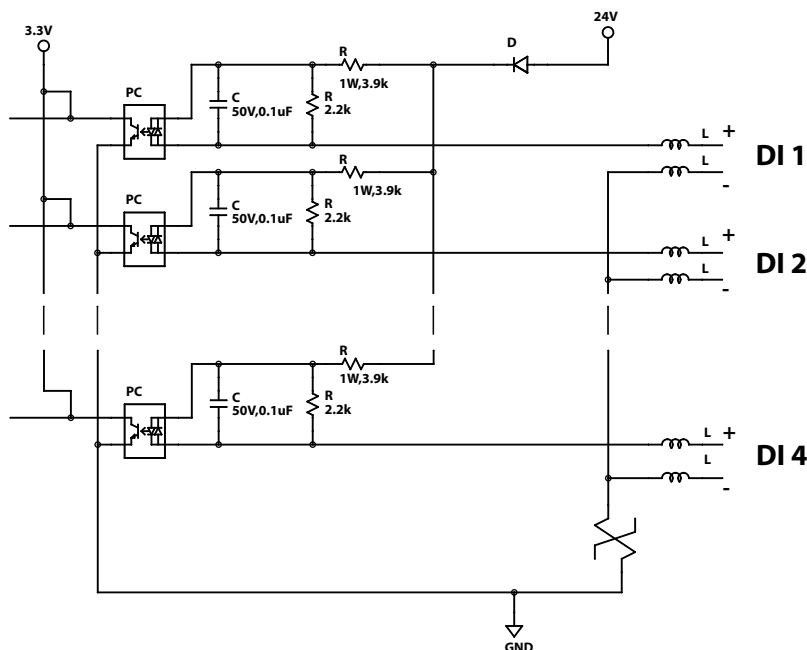 3.3V
24V
D
R
1W,3.9k
PC
C
50V,0.1uF
R
2.2k
L
+
L
-
DI 1
R
1W,3.9k
PC
C
50V,0.1uF
R
2.2k
L
+
L
-
DI 2
R
1W,3.9k
PC
C
50V,0.1uF
R
2.2k
L
+
L
-
DI 4
GND